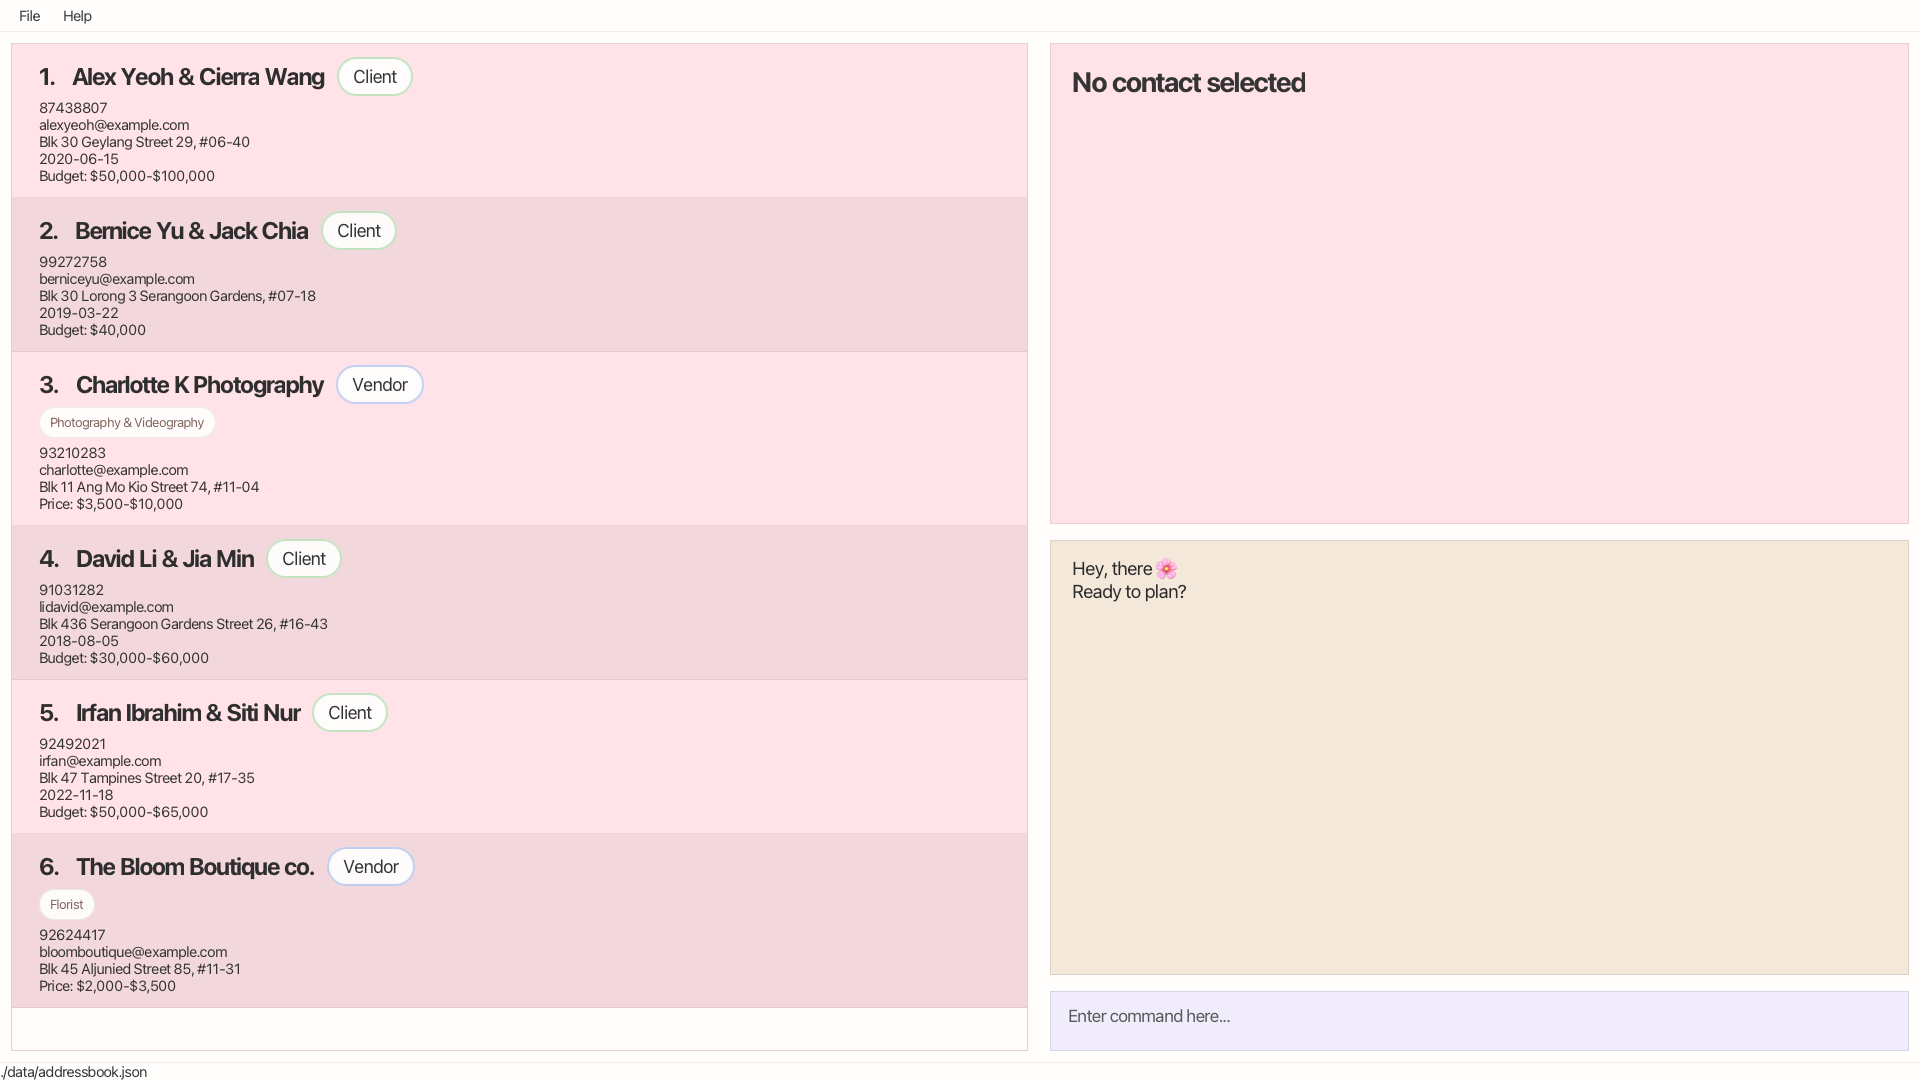 File Help
1. Alex Yeoh & Cierra Wang Client
87438807
alexyeoh@example.com
Blk 30 Geylang Street 29, #06-40
2020-06-15
Budget: $50,000-$100,000
2. Bernice Yu & Jack Chia Client
99272758
berniceyu@example.com
Blk 30 Lorong 3 Serangoon Gardens, #07-18
2019-03-22
Budget: $40,000
3. Charlotte K Photography Vendor
Photography & Videography
93210283
charlotte@example.com
Blk 11 Ang Mo Kio Street 74, #11-04
Price: $3,500-$10,000
4. David Li & Jia Min Client
91031282
lidavid@example.com
Blk 436 Serangoon Gardens Street 26, #16-43
2018-08-05
Budget: $30,000-$60,000
5. Irfan Ibrahim & Siti Nur Client
92492021
irfan@example.com
Blk 47 Tampines Street 20, #17-35
2022-11-18
Budget: $50,000-$65,000
6. The Bloom Boutique co. Vendor
Florist
92624417
bloomboutique@example.com
Blk 45 Aljunied Street 85, #11-31
Price: $2,000-$3,500
No contact selected
Hey, there 🌸
Ready to plan?
Enter command here...
./data/addressbook.json